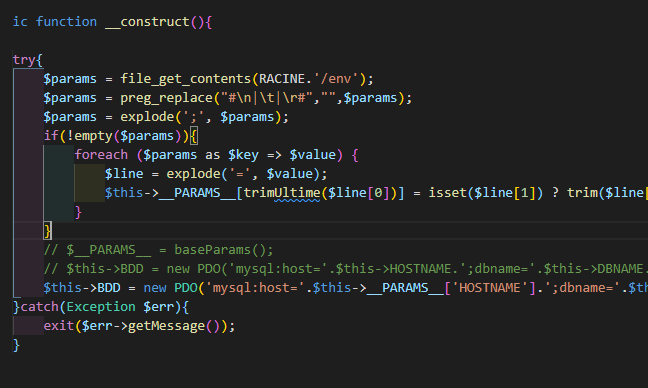 ic function __construct(){
try{
$params = file_get_contents(RACINE.'/env');
$params = preg_replace("#\n|\t|\r#","",$params);
$params = explode(';', $params);
if(!empty($params)){
foreach ($params as $key => $value) {
$line = explode('=', $value);
$this->__PARAMS__[trimUltime($line[0])] = isset($line[1]) ? trim($line[
}
}
// $__PARAMS__ = baseParams();
// $this->BDD = new PDO('mysql:host='.$this->HOSTNAME.';dbname='.$this->DBNAME.
$this->BDD = new PDO('mysql:host='.$this->__PARAMS__['HOSTNAME'].';dbname='.$th
}catch(Exception $err){
exit($err->getMessage());
}